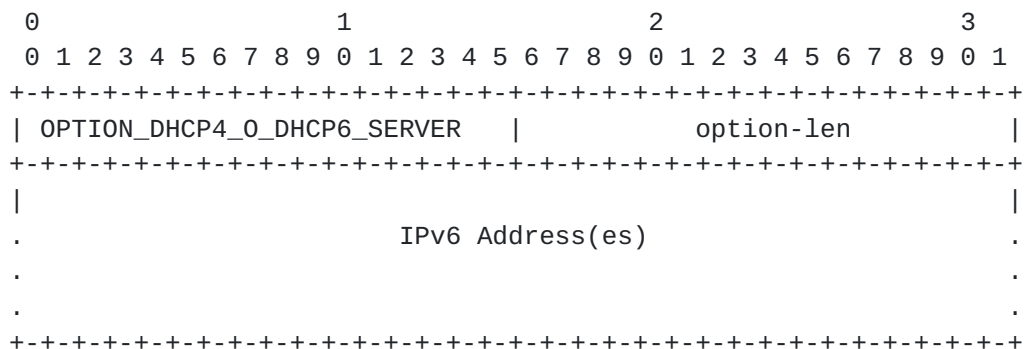 0                   1                   2                   3
 0 1 2 3 4 5 6 7 8 9 0 1 2 3 4 5 6 7 8 9 0 1 2 3 4 5 6 7 8 9 0 1
+-+-+-+-+-+-+-+-+-+-+-+-+-+-+-+-+-+-+-+-+-+-+-+-+-+-+-+-+-+-+-+-+
| OPTION_DHCP4_O_DHCP6_SERVER   |           option-len          |
+-+-+-+-+-+-+-+-+-+-+-+-+-+-+-+-+-+-+-+-+-+-+-+-+-+-+-+-+-+-+-+-+
|                                                               |
.                        IPv6 Address(es)                       .
.                                                               .
.                                                               .
+-+-+-+-+-+-+-+-+-+-+-+-+-+-+-+-+-+-+-+-+-+-+-+-+-+-+-+-+-+-+-+-+